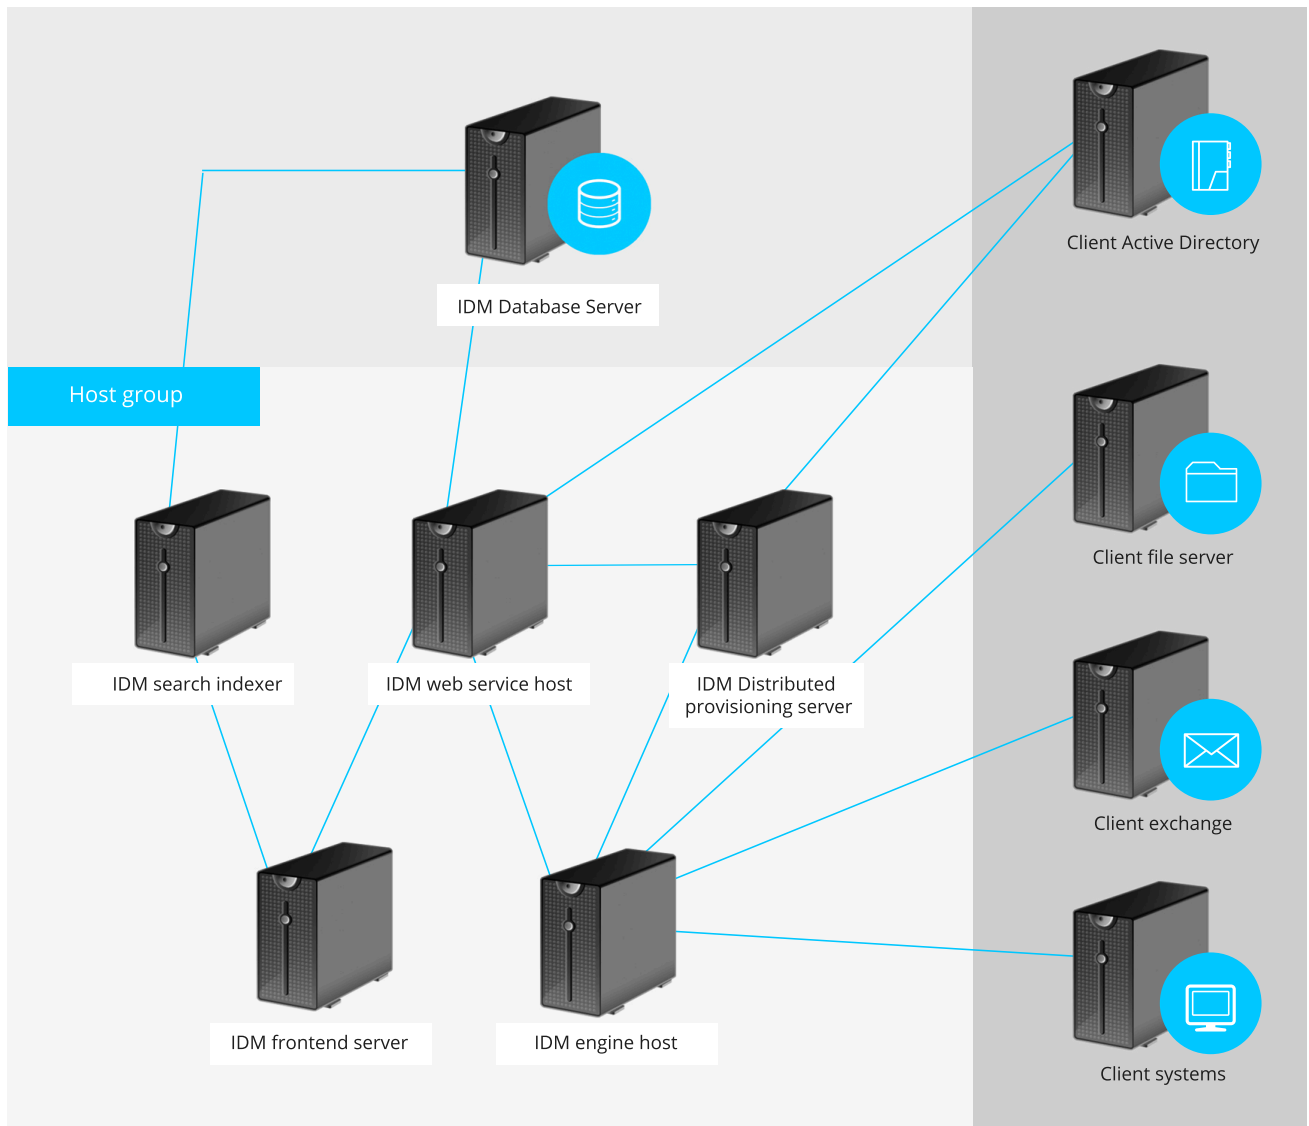 Client Active Directory
IDM Database Server
Host group
Client file server
IDM search indexer
IDM web service host
IDM Distributed
provisioning server
Client exchange
IDM frontend server
IDM engine host
Client systems